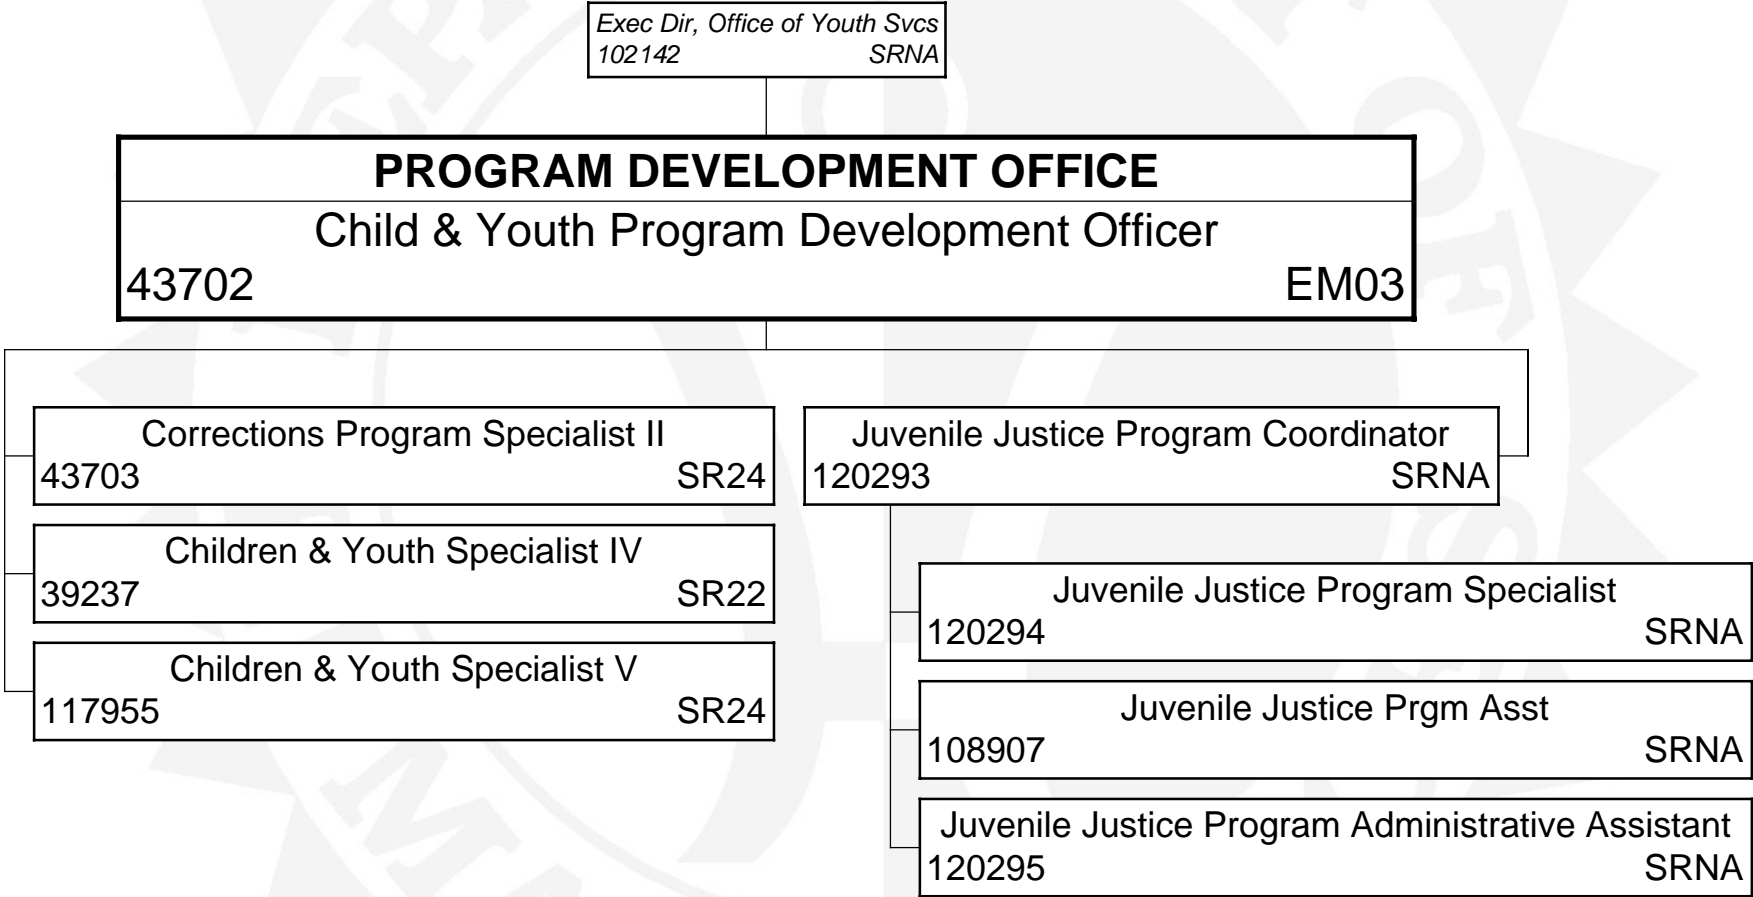 Exec Dir, Office of Youth Svcs
102142 SRNA
PROGRAM DEVELOPMENT OFFICE
Child & Youth Program Development Officer
43702 EM03
Corrections Program Specialist II
43703 SR24
Children & Youth Specialist IV
39237 SR22
Children & Youth Specialist V
117955 SR24
Juvenile Justice Program Coordinator
120293 SRNA
Juvenile Justice Program Specialist
120294 SRNA
Juvenile Justice Prgm Asst
108907 SRNA
Juvenile Justice Program Administrative Assistant
120295 SRNA